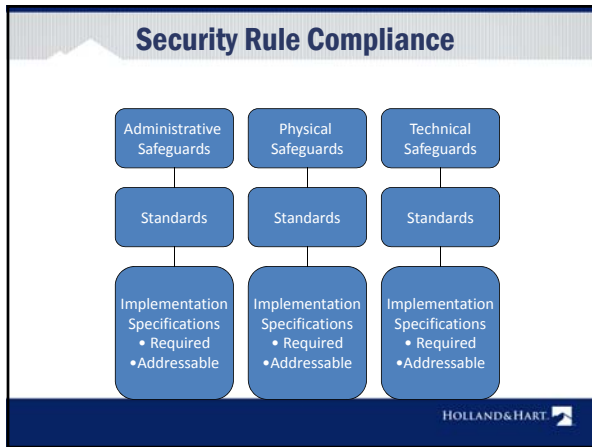 Security Rule Compliance
Administrative
Safeguards
Physical
Safeguards
Technical
Safeguards
Standards
Standards
Standards
Implementation
Specifications
• Required
•Addressable
Implementation
Specifications
• Required
•Addressable
Implementation
Specifications
• Required
•Addressable
HOLLAND&HART.